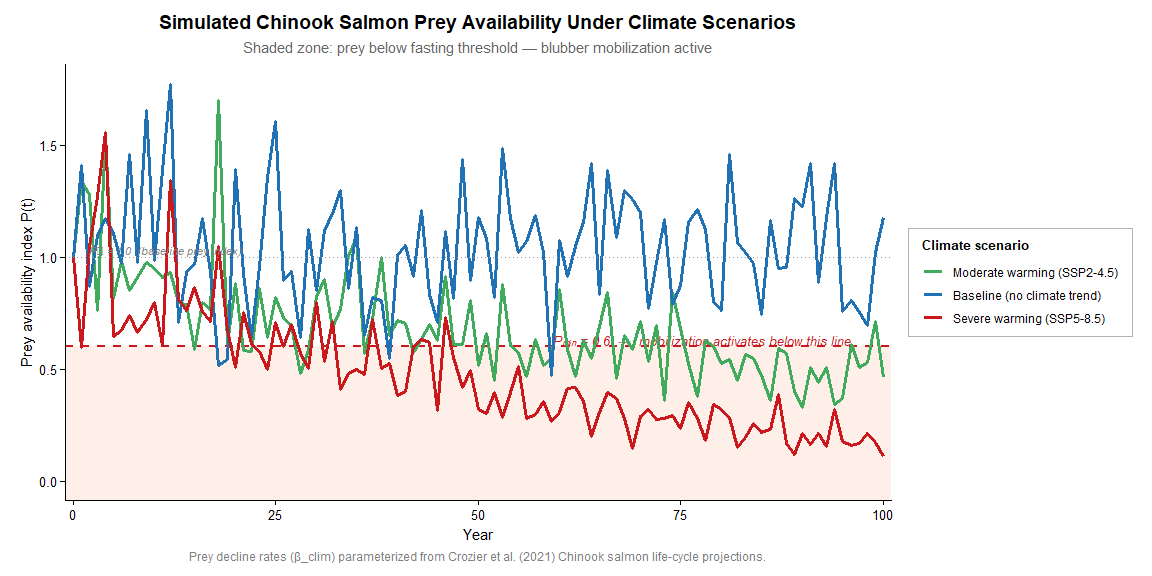 Simulated Chinook Salmon Prey Availability Under Climate Scenarios
Shaded zone: prey below fasting threshold — blubber mobilization active
Prey availability index P(t)
1.5
1.0
0.5
0.0
(baseline prey index)
mobilization activates below this line
0
25
50
75
100
Year
Climate scenario
Moderate warming (SSP2-4.5)
Baseline (no climate trend)
Severe warming (SSP5-8.5)
Prey decline rates (β_clim) parameterized from Crozier et al. (2021) Chinook salmon life-cycle projections.